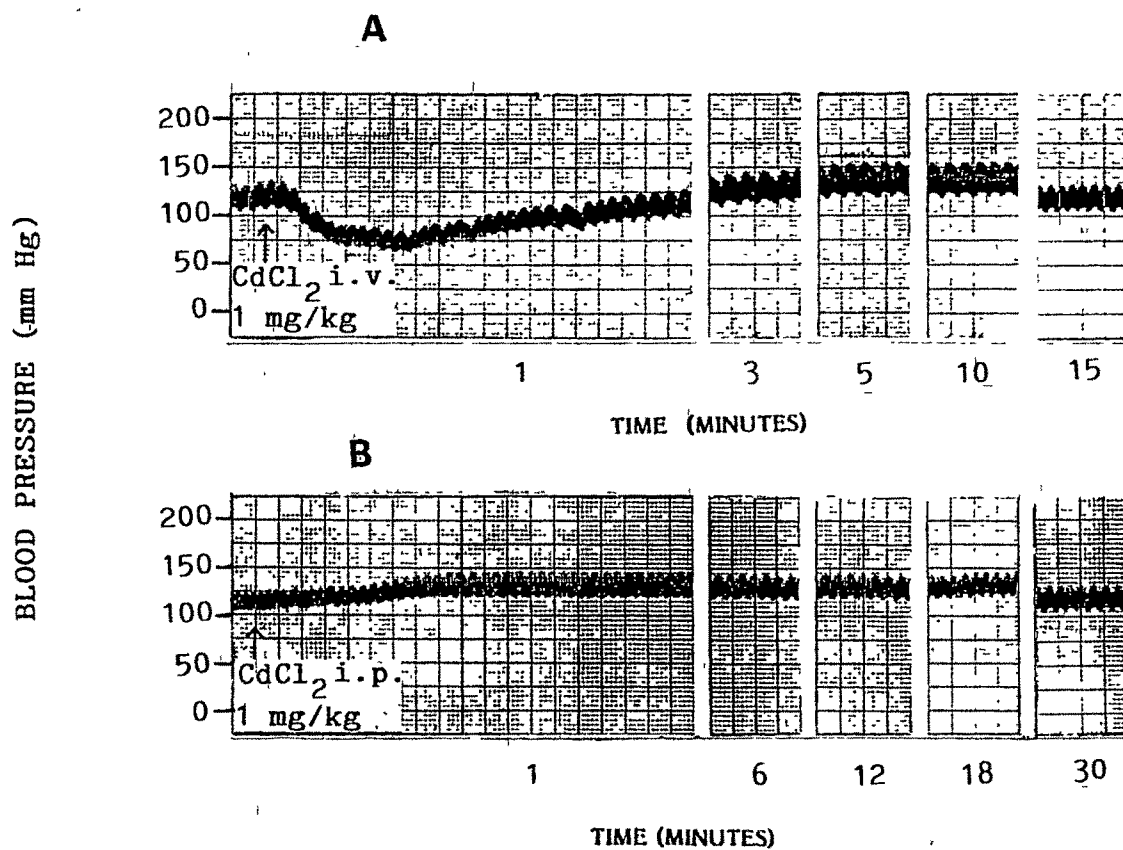 A
BLOOD PRESSURE (mm Hg)
200
150
100
50
0
CdCl2 i.v.
1 mg/kg
1 3 5 10 15
TIME (MINUTES)
B
200
150
100
50
0
CdCl2 i.p.
1 mg/kg
1 6 12 18 30
TIME (MINUTES)